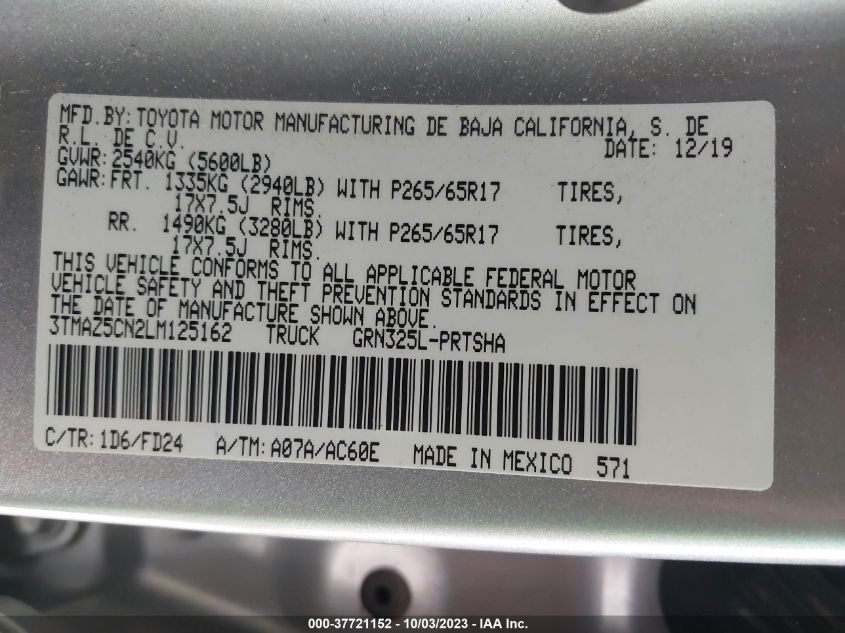 MFD.BY: TOYOTA MOTOR MANUFACTURING DE BAJA CALIFORNIA, S. DE
R.L. DE C.V. DATE: 12/19
GVWR: 2540KG (5600LB)
GAWR: FRT. 1335KG (2940LB) WITH P265/65R17 TIRES,
17X7.5J RIMS.
RR. 1490KG (3280LB) WITH P265/65R17 TIRES,
17X7.5J RIMS.
THIS VEHICLE CONFORMS TO ALL APPLICABLE FEDERAL MOTOR
VEHICLE SAFETY AND THEFT PREVENTION STANDARDS IN EFFECT ON
THE DATE OF MANUFACTURE SHOWN ABOVE.
3TMAZ5CN2LM125162 TRUCK GRN325L-PRTSHA
C/TR: 1D6/FD24 A/TM: A07A/AC60E MADE IN MEXICO 571
000-37721152 - 10/03/2023 - IAA Inc.